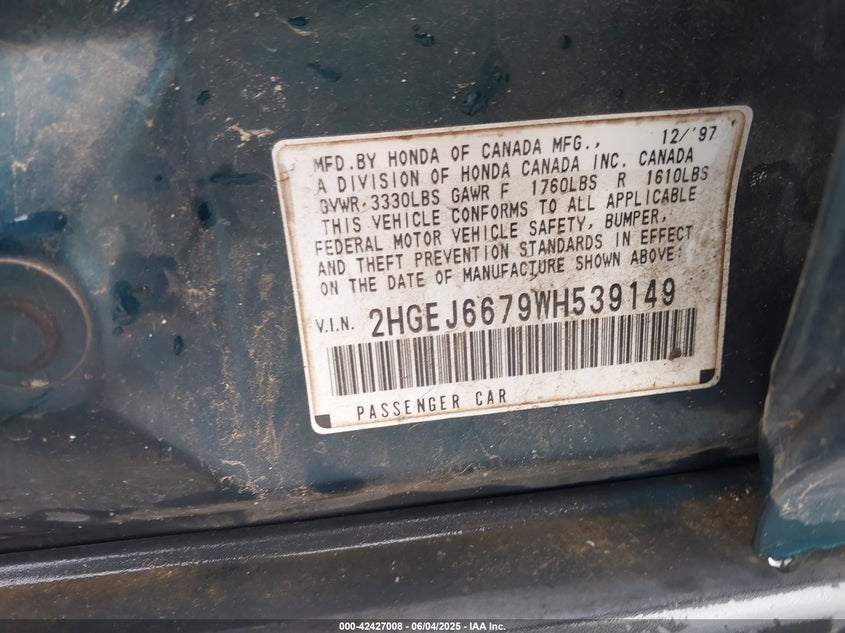 MFD.BY HONDA OF CANADA MFG., 12/'97
A DIVISION OF HONDA CANADA INC. CANADA
GVWR 3330LBS GAWR F 1760LBS R 1610LBS
THIS VEHICLE CONFORMS TO ALL APPLICABLE
FEDERAL MOTOR VEHICLE SAFETY, BUMPER,
AND THEFT PREVENTION STANDARDS IN EFFECT
ON THE DATE OF MANUFACTURE SHOWN ABOVE:
V.I.N. 2HGEJ6679WH539149
PASSENGER CAR
000-42427008 - 06/04/2025 - IAA Inc.